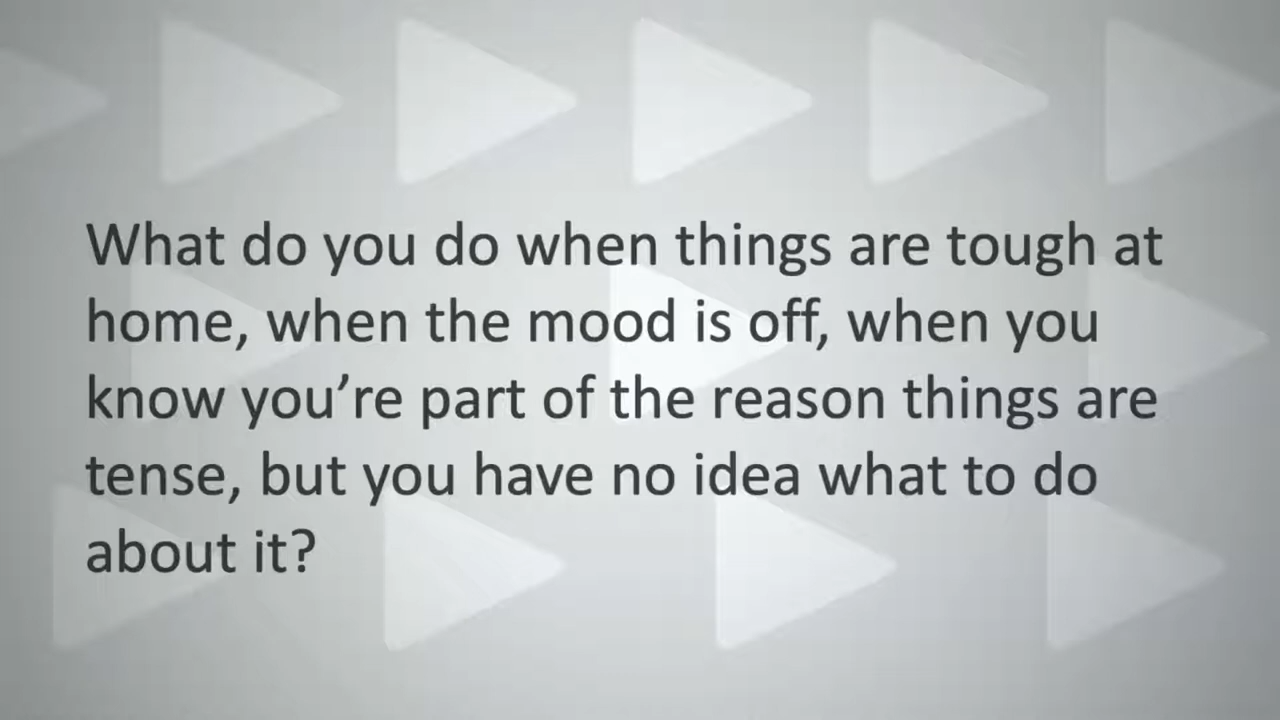 What do you do when things are tough at
home, when the mood is off, when you
know you’re part of the reason things are
tense, but you have no idea what to do
about it?